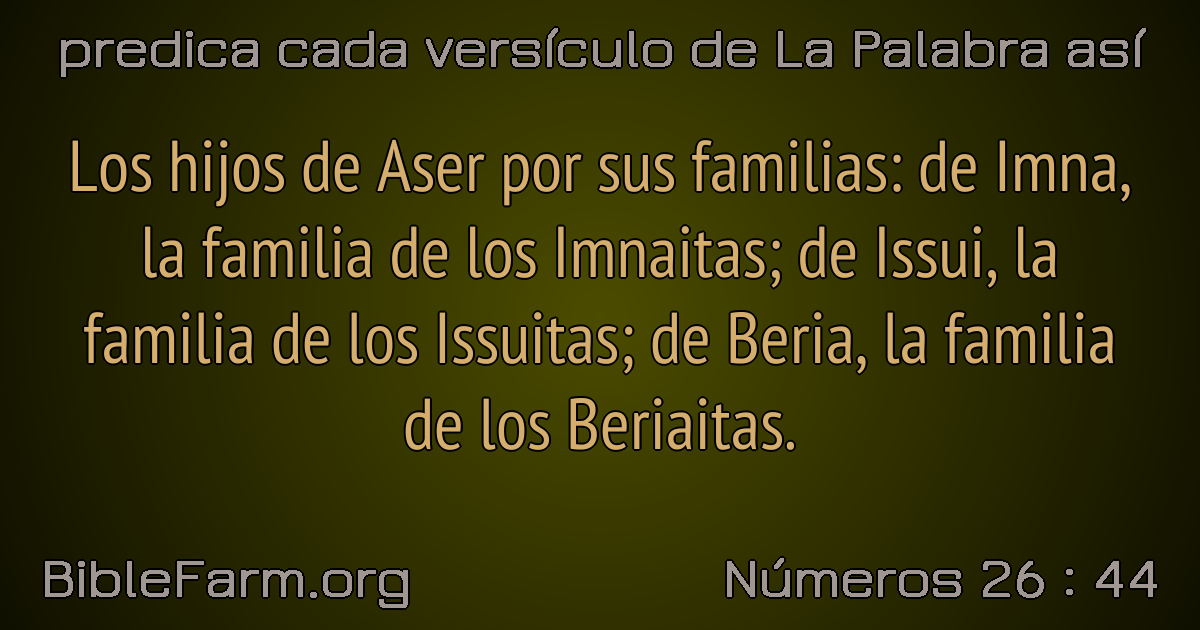 predica cada versículo de La Palabra así
Los hijos de Aser por sus familias: de Imna,
la familia de los Imnaitas; de Issui, la
familia de los Issuitas; de Beria, la familia
de los Beriaitas.
BibleFarm.org
Números 26 : 44